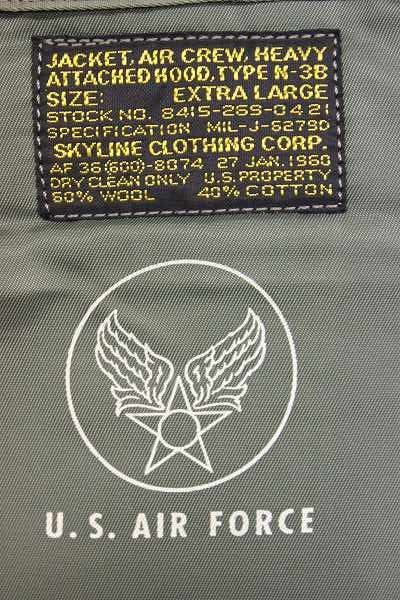 JACKET, AIR CREW, HEAVY
ATTACHED HOOD, TYPE N-3B
SIZE: EXTRA LARGE
STOCK NO. 8415-269-0421
SPECIFICATION MIL-J-6279D
SKYLINE CLOTHING CORP.
AF 36(600)-8074 27 JAN. 1960
DRY CLEAN ONLY U.S. PROPERTY
60% WOOL 40% COTTON
U.S. AIR FORCE